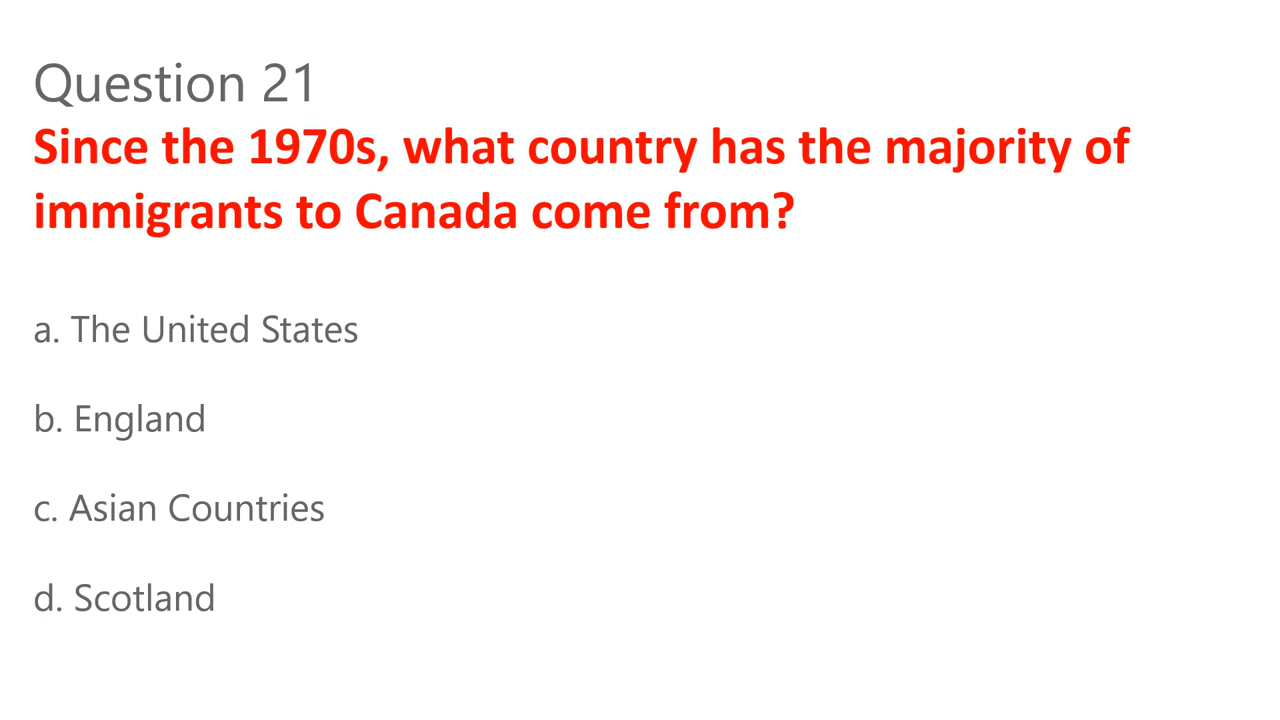 Question 21
Since the 1970s, what country has the majority of
immigrants to Canada come from?
a. The United States
b. England
c. Asian Countries
d. Scotland